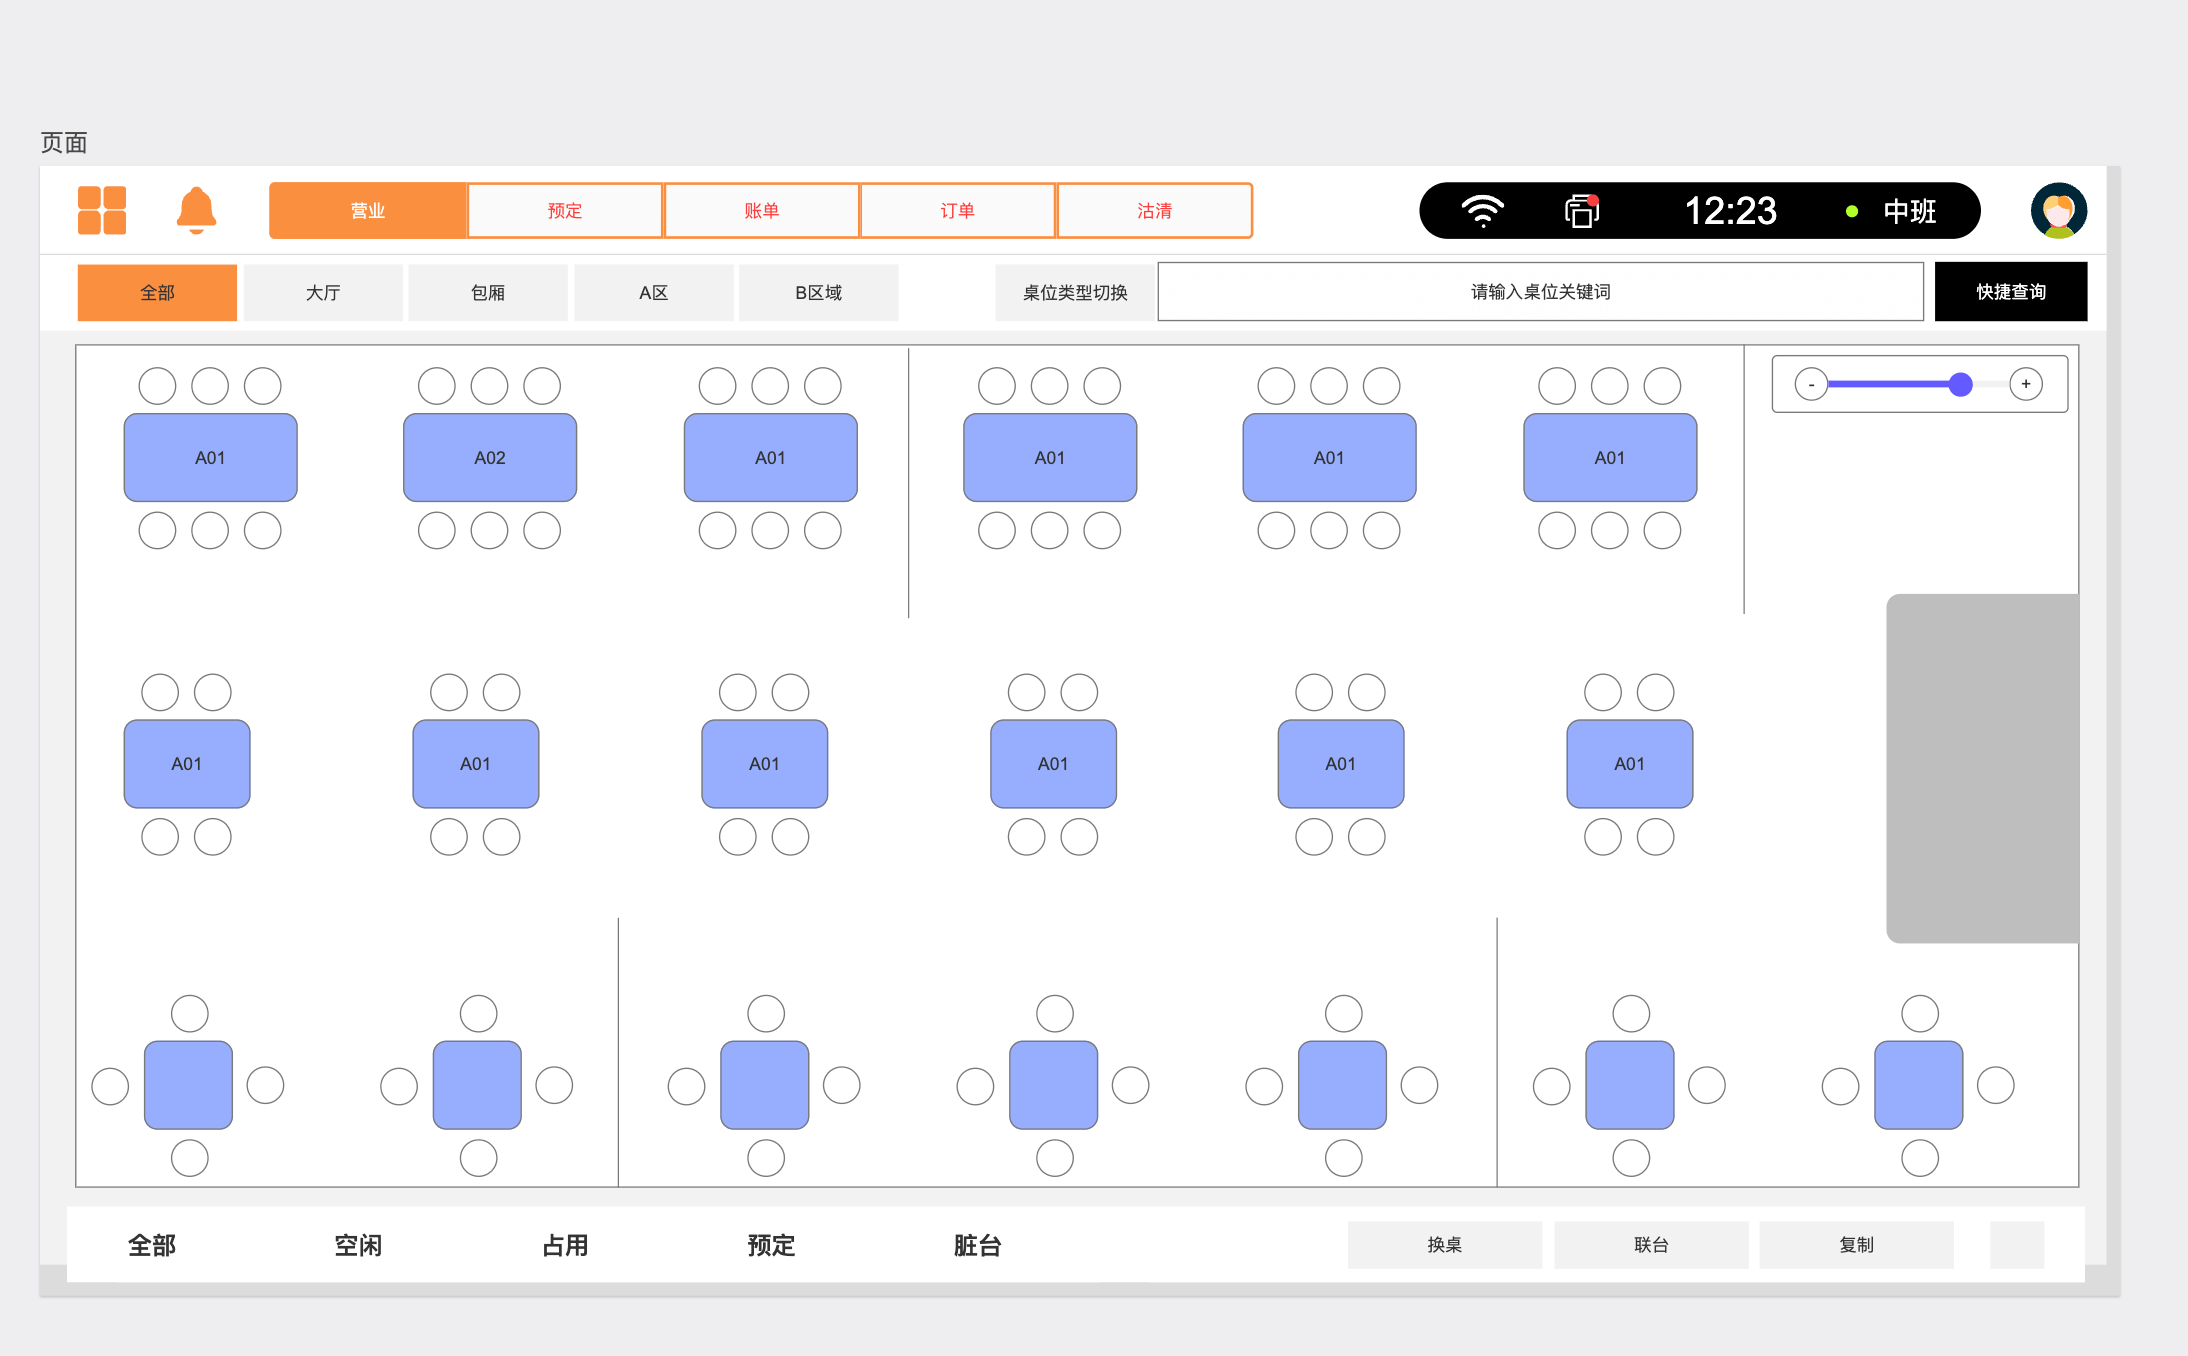 页面
营业 预定 账单 订单 沽清 12:23 中班
全部 大厅 包厢 A区 B区域 桌位类型切换 请输入桌位关键词 快捷查询
- +
A01 A02 A01 A01 A01 A01
A01 A01 A01 A01 A01 A01
全部 空闲 占用 预定 脏台 换桌 联台 复制